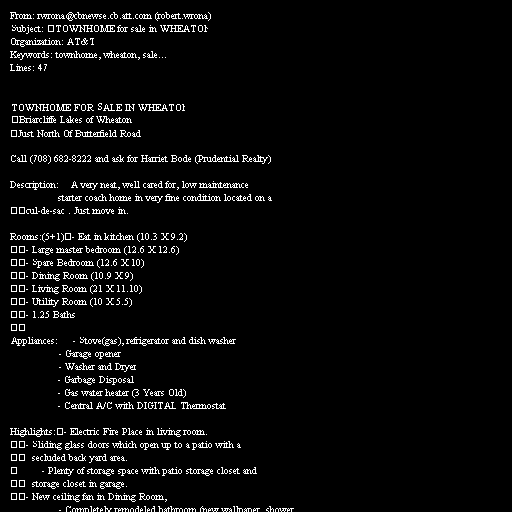 From: rwrona@cbnewse.cb.att.com (robert.wrona)
Subject: TOWNHOME for sale in WHEATON
Organization: AT&T
Keywords: townhome, wheaton, sale...
Lines: 47
TOWNHOME FOR SALE IN WHEATON
Briarcliffe Lakes of Wheaton
Just North Of Butterfield Road
Call (708) 682-8222 and ask for Harriet Bode (Prudential Realty)
Description: A very neat, well cared for, low maintenance
starter coach home in very fine condition located on a
cul-de-sac . Just move in.
Rooms:(5+1) - Eat in kitchen (10.3 X 9.2)
- Large master bedroom (12.6 X 12.6)
- Spare Bedroom (12.6 X 10)
- Dining Room (10.9 X 9)
- Living Room (21 X 11.10)
- Utility Room (10 X 5.5)
- 1.25 Baths
Appliances: - Stove(gas), refrigerator and dish washer
- Garage opener
- Washer and Dryer
- Garbage Disposal
- Gas water heater (3 Years Old)
- Central A/C with DIGITAL Thermostat
Highlights: - Electric Fire Place in living room.
- Sliding glass doors which open up to a patio with a
secluded back yard area.
- Plenty of storage space with patio storage closet and
storage closet in garage.
- New ceiling fan in Dining Room,
- Completely remodeled bathroom (new wallpaper, shower